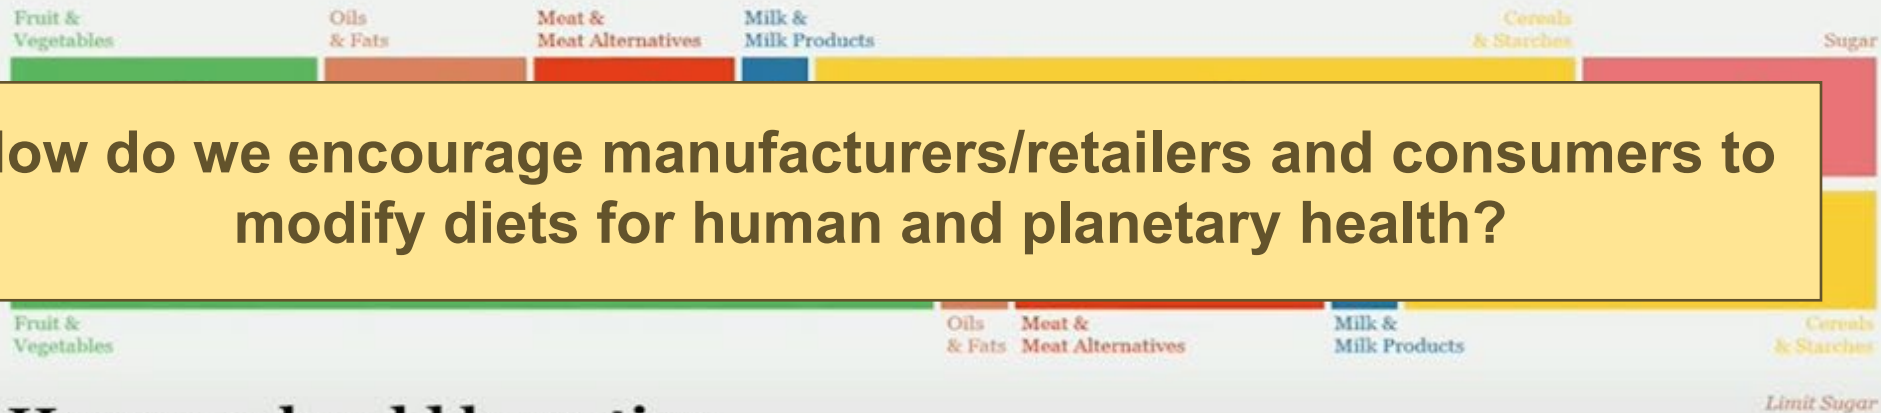 Fruit &
Vegetables
Oils
& Fats
Meat &
Meat Alternatives
Milk &
Milk Products
Cereals
& Starches
Sugar
do we encourage manufacturers/retailers and consumers to
modify diets for human and planetary health?
Fruit &
Vegetables
Oils
& Fats
Meat &
Meat Alternatives
Milk &
Milk Products
Cereals
& Starches
Limit Sugar